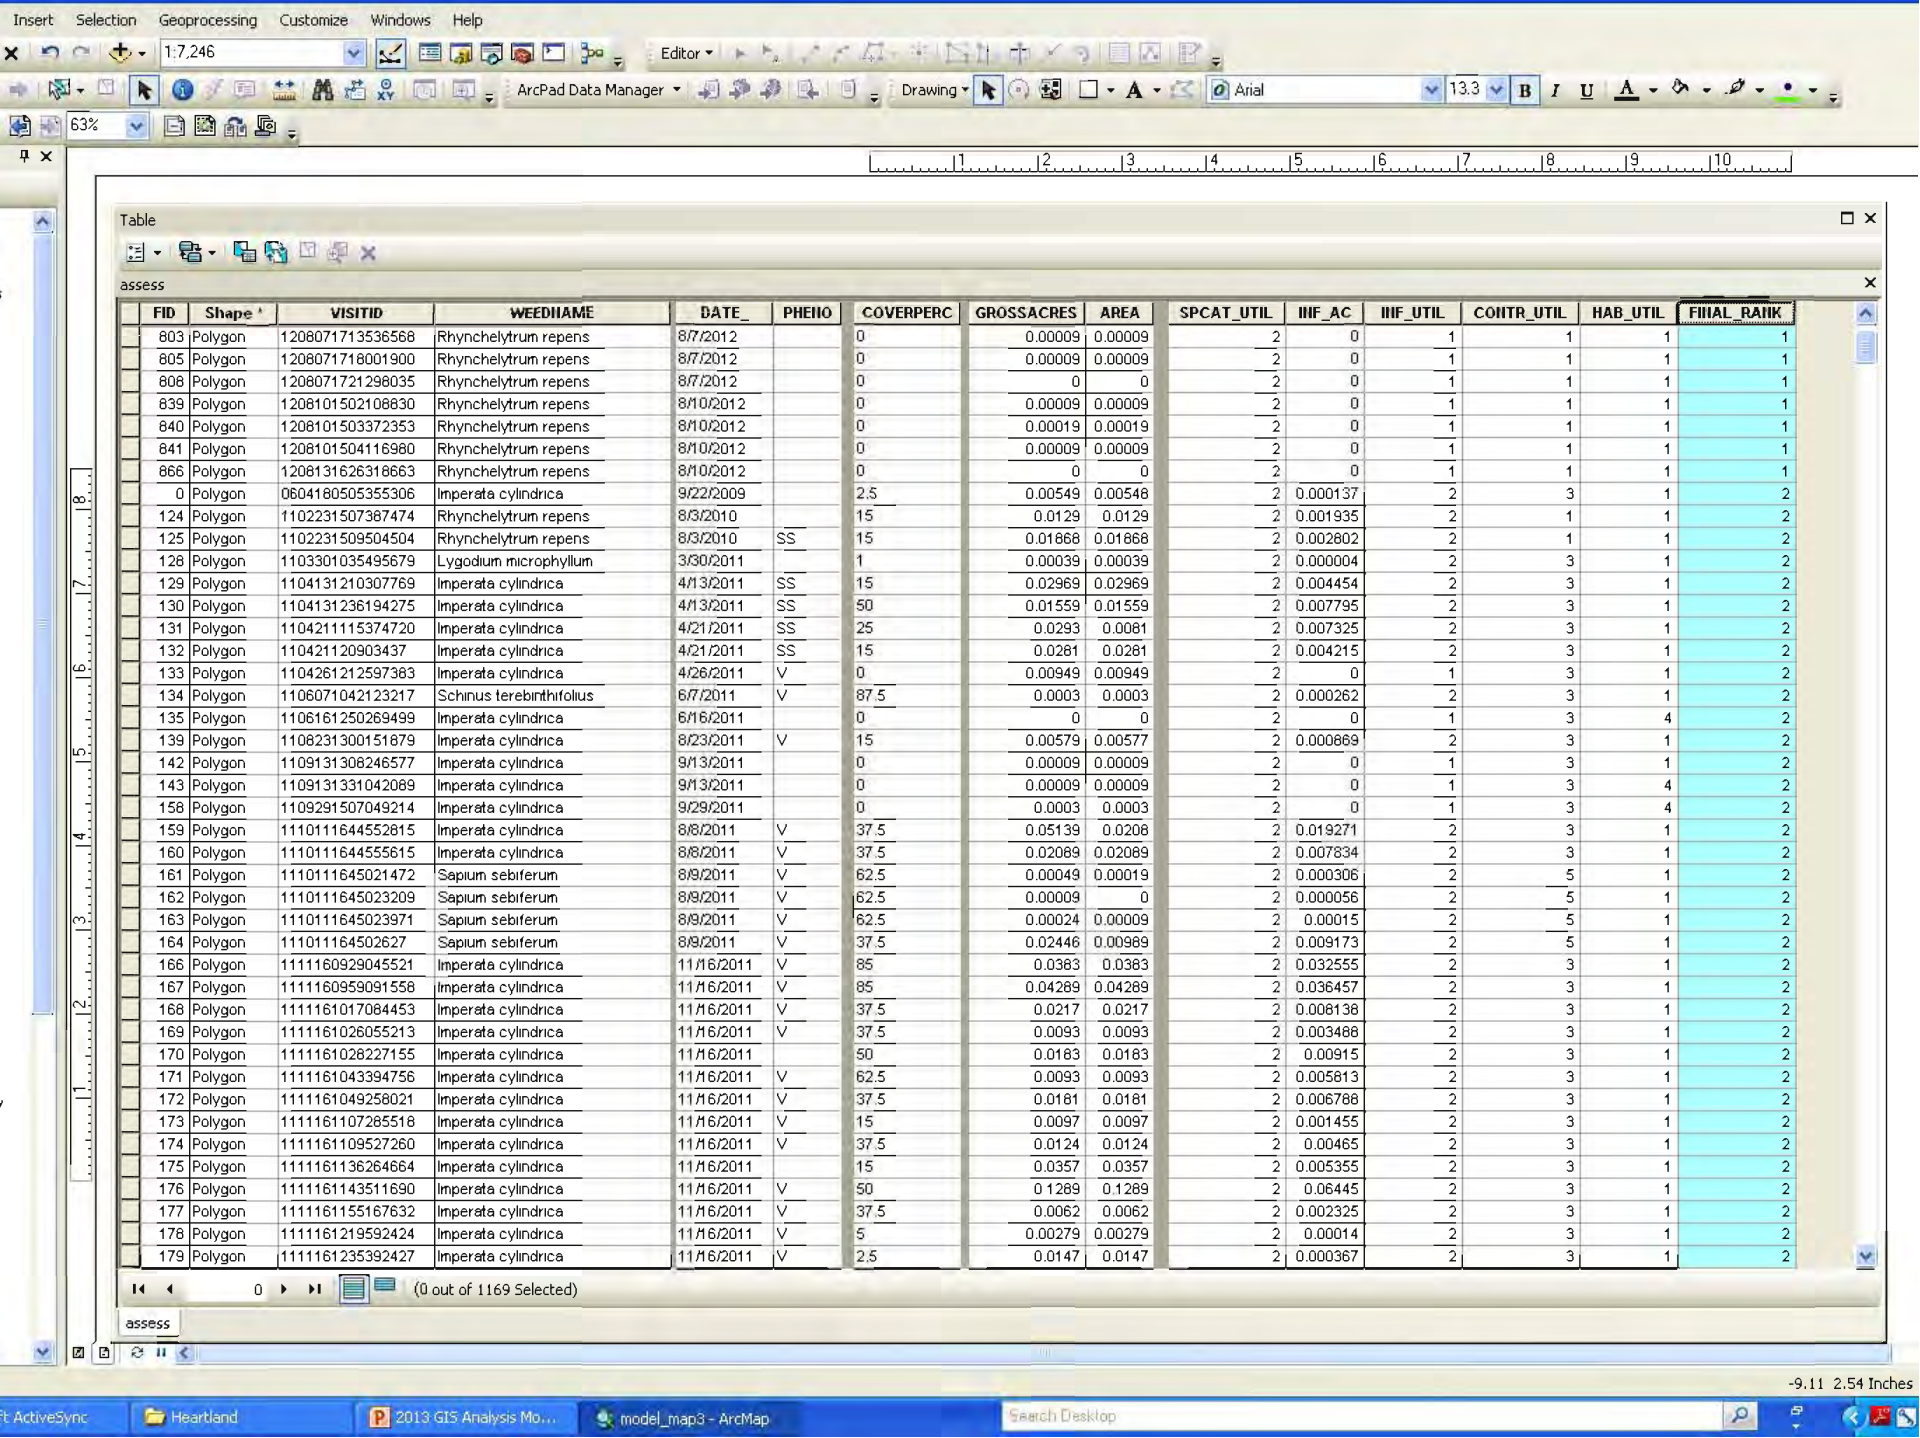 Insert Selection Geoprocessing Customize Windows Help
1:7,246 Editor
ArcPad Data Manager Drawing A Arial 13.3 B I U A
63%
1 2 3 4 5 6 7 8 9 10
Table
assess
FID Shape * VISITID WEEDNAME DATE_ PHENO COVERPERC GROSSACRES AREA SPCAT_UTIL INF_AC INF_UTIL CONTR_UTIL HAB_UTIL FINAL_RANK
803 Polygon 1208071713536568 Rhynchelytrum repens 8/7/2012 0 0.00009 0.00009 2 0 1 1 1 1
805 Polygon 1208071718001900 Rhynchelytrum repens 8/7/2012 0 0.00009 0.00009 2 0 1 1 1 1
808 Polygon 1208071721298035 Rhynchelytrum repens 8/7/2012 0 0 0 2 0 1 1 1 1
839 Polygon 1208101502108830 Rhynchelytrum repens 8/10/2012 0 0.00009 0.00009 2 0 1 1 1 1
840 Polygon 1208101503372353 Rhynchelytrum repens 8/10/2012 0 0.00019 0.00019 2 0 1 1 1 1
841 Polygon 1208101504116980 Rhynchelytrum repens 8/10/2012 0 0.00009 0.00009 2 0 1 1 1 1
866 Polygon 1208131626318663 Rhynchelytrum repens 8/10/2012 0 0 0 2 0 1 1 1 1
0 Polygon 0604180505355306 Imperata cylindrica 9/22/2009 2.5 0.00549 0.00548 2 0.000137 2 3 1 2
124 Polygon 1102231507387474 Rhynchelytrum repens 8/3/2010 15 0.0129 0.0129 2 0.001935 2 1 1 2
125 Polygon 1102231509504504 Rhynchelytrum repens 8/3/2010 SS 15 0.01868 0.01868 2 0.002802 2 1 1 2
128 Polygon 1103301035495679 Lygodium microphyllum 3/30/2011 1 0.00039 0.00039 2 0.000004 2 3 1 2
129 Polygon 1104131210307769 Imperata cylindrica 4/13/2011 SS 15 0.02969 0.02969 2 0.004454 2 3 1 2
130 Polygon 1104131236194275 Imperata cylindrica 4/13/2011 SS 50 0.01559 0.01559 2 0.007795 2 3 1 2
131 Polygon 1104211115374720 Imperata cylindrica 4/21/2011 SS 25 0.0293 0.0081 2 0.007325 2 3 1 2
132 Polygon 110421120903437 Imperata cylindrica 4/21/2011 SS 15 0.0281 0.0281 2 0.004215 2 3 1 2
133 Polygon 1104261212597383 Imperata cylindrica 4/26/2011 V 0 0.00949 0.00949 2 0 1 3 1 2
134 Polygon 1106071042123217 Schinus terebinthifolius 6/7/2011 V 87.5 0.0003 0.0003 2 0.000262 2 3 1 2
135 Polygon 1106161250269499 Imperata cylindrica 6/16/2011 0 0 0 2 0 1 3 4 2
139 Polygon 1108231300151879 Imperata cylindrica 8/23/2011 V 15 0.00579 0.00577 2 0.000869 2 3 1 2
142 Polygon 1109131308246577 Imperata cylindrica 9/13/2011 0 0.00009 0.00009 2 0 1 3 1 2
143 Polygon 1109131331042089 Imperata cylindrica 9/13/2011 0 0.00009 0.00009 2 0 1 3 4 2
158 Polygon 1109291507049214 Imperata cylindrica 9/29/2011 0 0.0003 0.0003 2 0 1 3 4 2
159 Polygon 1110111644552815 Imperata cylindrica 8/8/2011 V 37.5 0.05139 0.0208 2 0.019271 2 3 1 2
160 Polygon 1110111644555615 Imperata cylindrica 8/8/2011 V 37.5 0.02089 0.02089 2 0.007834 2 3 1 2
161 Polygon 1110111645021472 Sapium sebiferum 8/9/2011 V 62.5 0.00049 0.00019 2 0.000306 2 5 1 2
162 Polygon 1110111645023209 Sapium sebiferum 8/9/2011 V 62.5 0.00009 0 2 0.000056 2 5 1 2
163 Polygon 1110111645023971 Sapium sebiferum 8/9/2011 V 62.5 0.00024 0.00009 2 0.00015 2 5 1 2
164 Polygon 111011164502627 Sapium sebiferum 8/9/2011 V 37.5 0.02446 0.00989 2 0.009173 2 5 1 2
166 Polygon 1111160929045521 Imperata cylindrica 11/16/2011 V 85 0.0383 0.0383 2 0.032555 2 3 1 2
167 Polygon 1111160959091558 Imperata cylindrica 11/16/2011 V 85 0.04289 0.04289 2 0.036457 2 3 1 2
168 Polygon 1111161017084453 Imperata cylindrica 11/16/2011 V 37.5 0.0217 0.0217 2 0.008138 2 3 1 2
169 Polygon 1111161026055213 Imperata cylindrica 11/16/2011 V 37.5 0.0093 0.0093 2 0.003488 2 3 1 2
170 Polygon 1111161028227155 Imperata cylindrica 11/16/2011 50 0.0183 0.0183 2 0.00915 2 3 1 2
171 Polygon 1111161043394756 Imperata cylindrica 11/16/2011 V 62.5 0.0093 0.0093 2 0.005813 2 3 1 2
172 Polygon 1111161049258021 Imperata cylindrica 11/16/2011 V 37.5 0.0181 0.0181 2 0.006788 2 3 1 2
173 Polygon 1111161107285518 Imperata cylindrica 11/16/2011 V 15 0.0097 0.0097 2 0.001455 2 3 1 2
174 Polygon 1111161109527260 Imperata cylindrica 11/16/2011 V 37.5 0.0124 0.0124 2 0.00465 2 3 1 2
175 Polygon 1111161136264664 Imperata cylindrica 11/16/2011 15 0.0357 0.0357 2 0.005355 2 3 1 2
176 Polygon 1111161143511690 Imperata cylindrica 11/16/2011 V 50 0.1289 0.1289 2 0.06445 2 3 1 2
177 Polygon 1111161155167632 Imperata cylindrica 11/16/2011 V 37.5 0.0062 0.0062 2 0.002325 2 3 1 2
178 Polygon 1111161219592424 Imperata cylindrica 11/16/2011 V 5 0.00279 0.00279 2 0.00014 2 3 1 2
179 Polygon 1111161235392427 Imperata cylindrica 11/16/2011 V 2.5 0.0147 0.0147 2 0.000367 2 3 1 2
0 (0 out of 1169 Selected)
assess
-9.11 2.54 Inches
ft ActiveSync Heartland 2013 GIS Analysis Mo... model_map3 - ArcMap Search Desktop